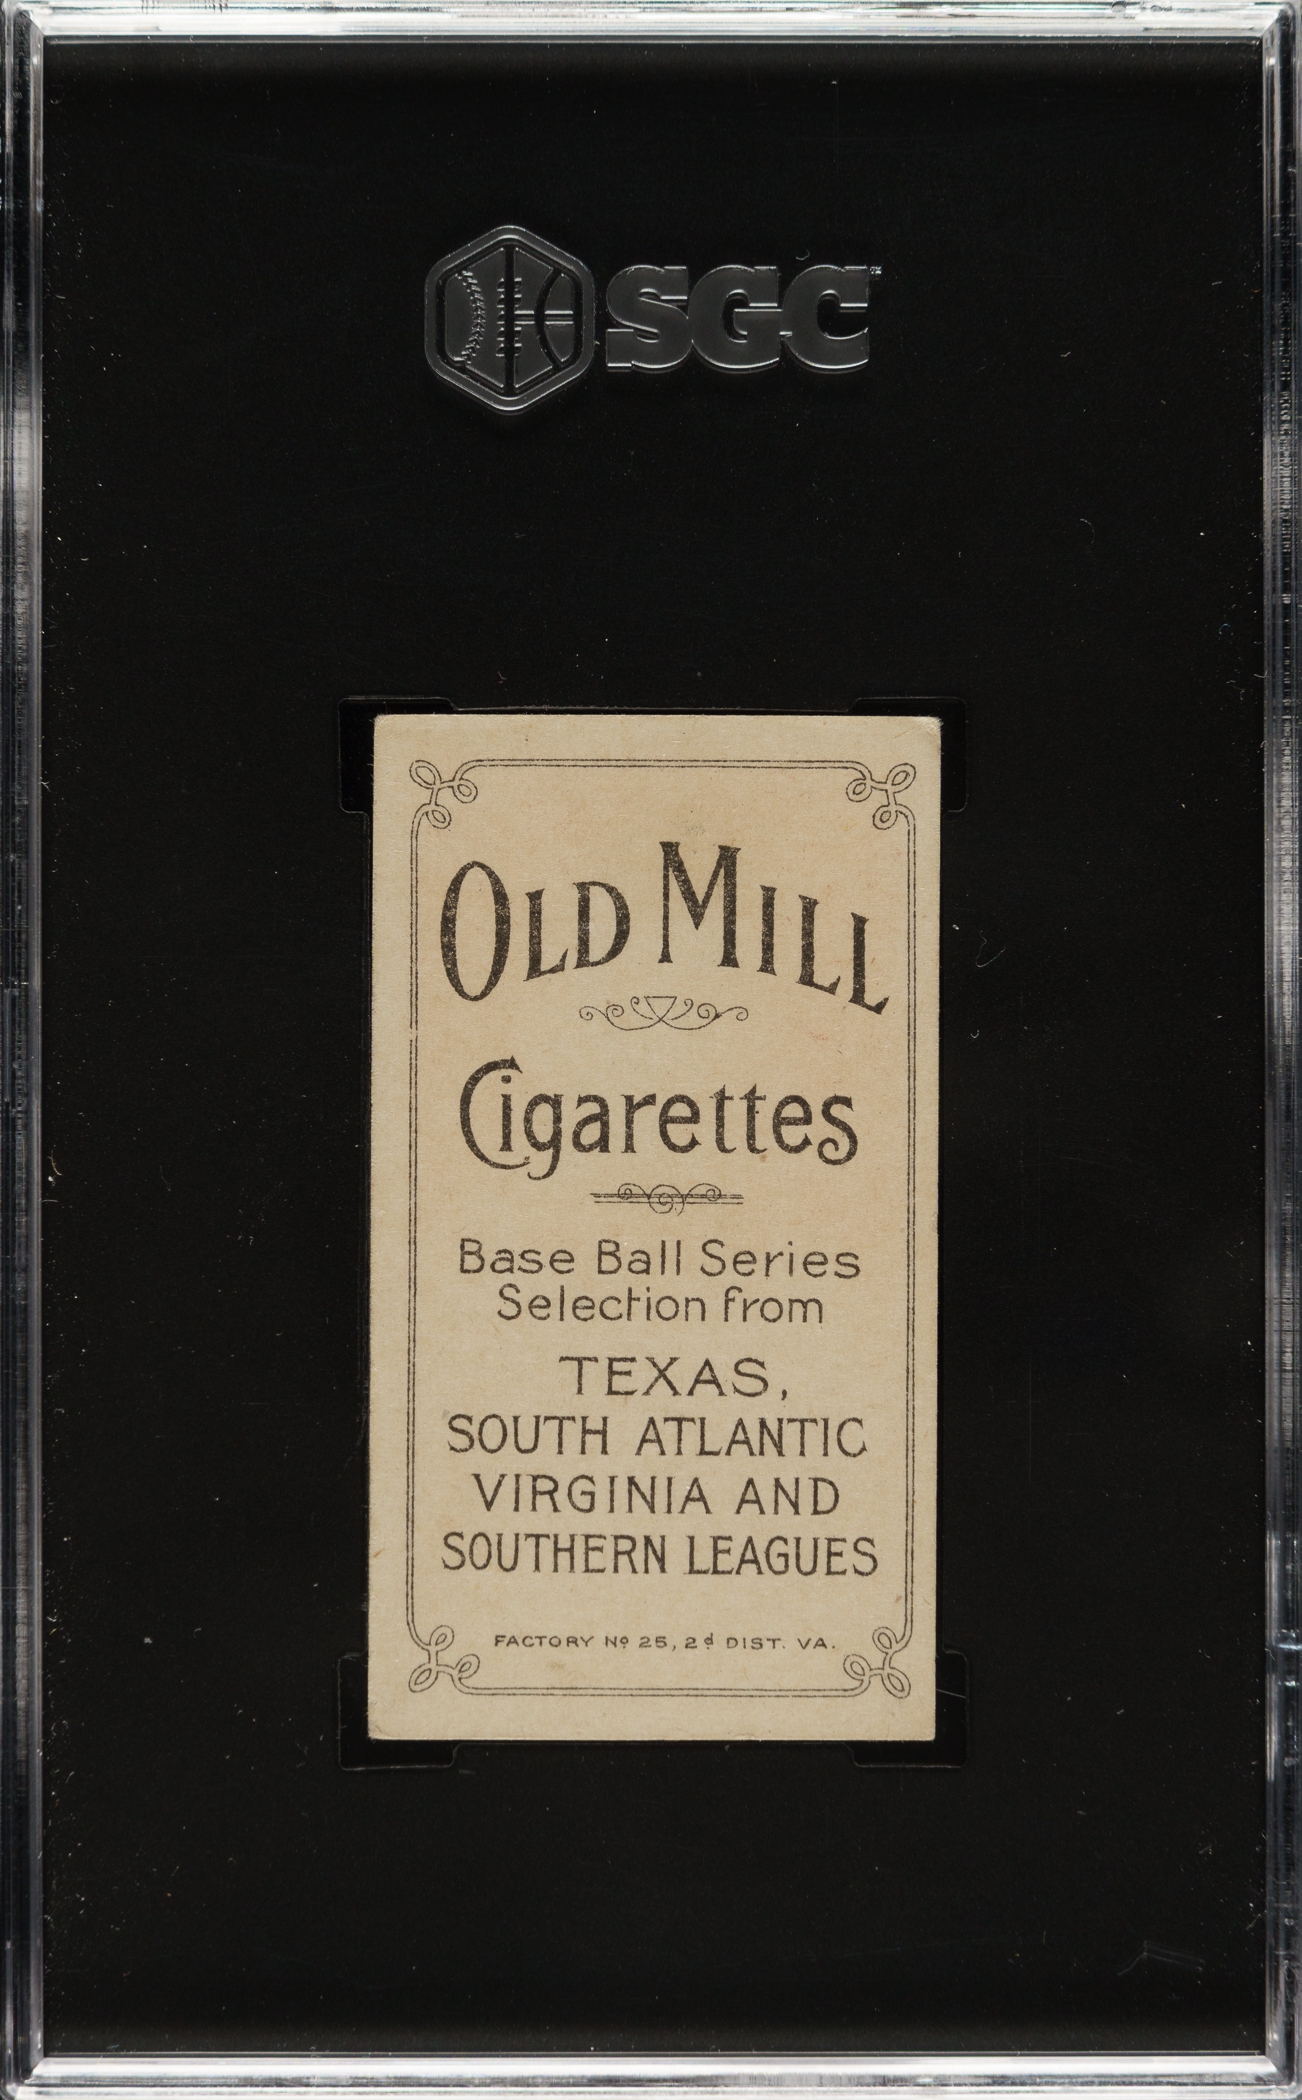 SGC™
OLD MILL
Cigarettes
Base Ball Series
Selection from
TEXAS,
SOUTH ATLANTIC
VIRGINIA AND
SOUTHERN LEAGUES
FACTORY Nº 25, 2d DIST. VA.